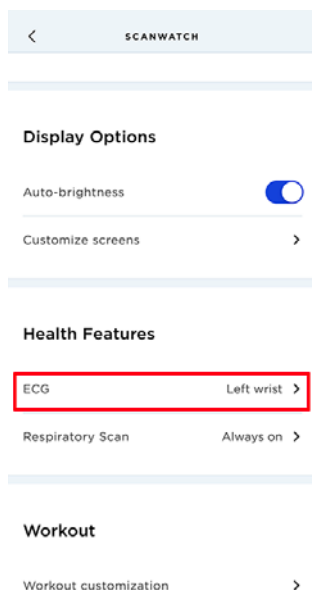 SCANWATCH
Display Options
Auto-brightness
Customize screens
Health Features
ECG Left wrist
Respiratory Scan Always on
Workout
Workout customization